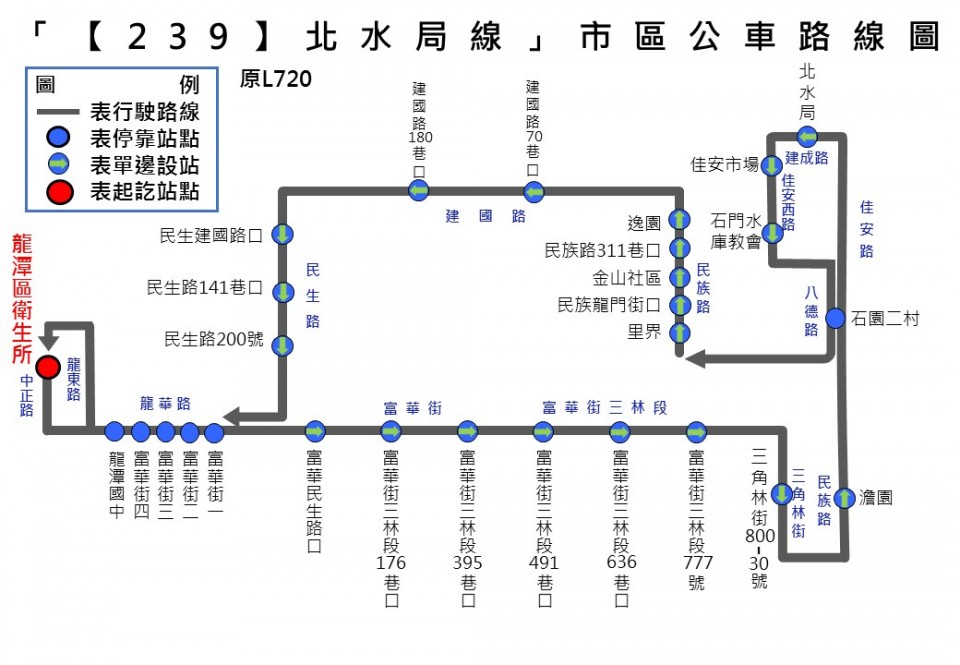 「【239】北水局線」市區公車路線圖
圖例
表行駛路線
表停靠站點
表單邊設站
表起訖站點
原L720
建國路180巷口
建國路70巷口
北水局
建成路
佳安市場
佳安西路
石門水
庫教會
佳安路
八德路
石園二村
建國路
逸園
民族路311巷口
金山社區
民族龍門街口
里界
民族路
民生建國路口
民生路141巷口
民生路200號
民生路
龍潭區衛生所
中正路
龍東路
龍華路
富華街
富華街三林段
龍潭國中
富華街四
富華街三
富華街二
富華街一
富華民生路口
富華街三林段176巷口
富華街三林段395巷口
富華街三林段491巷口
富華街三林段636巷口
富華街三林段777號
三角林街800-30號
三角林街
民族路
澹園